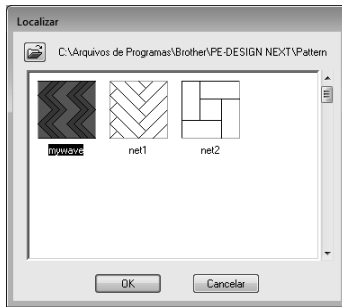 Localizar
C:\Arquivos de Programas\Brother\PE-DESIGN NEXT\Pattern
mywave net1 net2
OK Cancelar